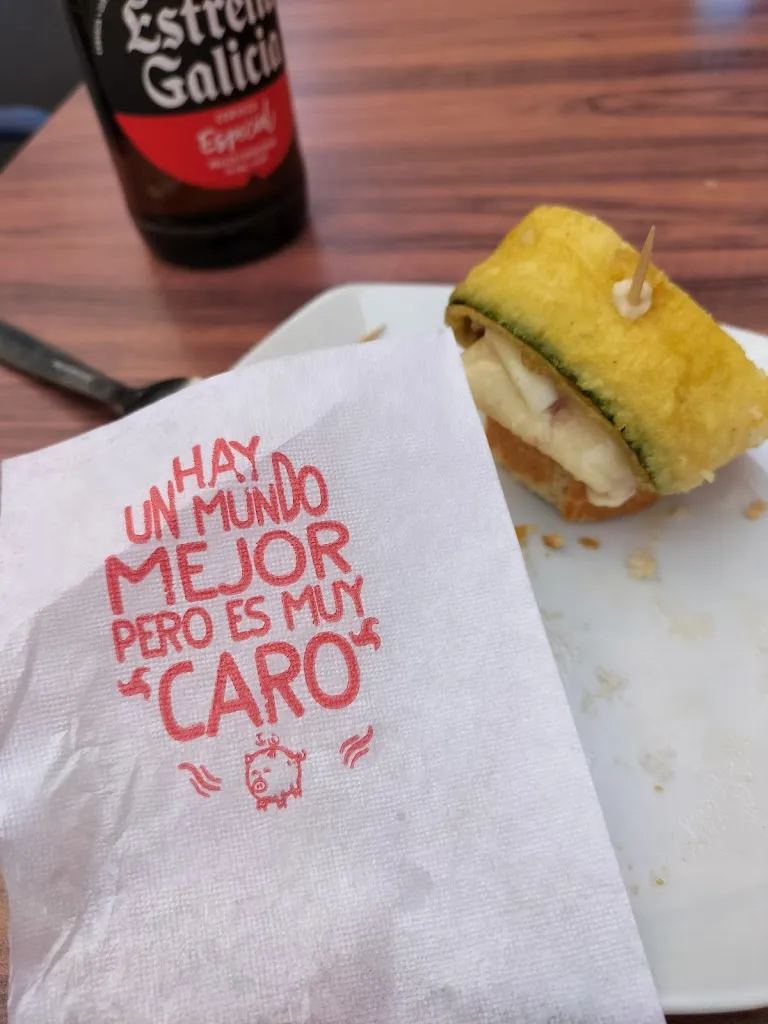 Estrella
Galicia
Especial
HAY
UN MUNDO
MEJOR
PERO ES MUY
CARO